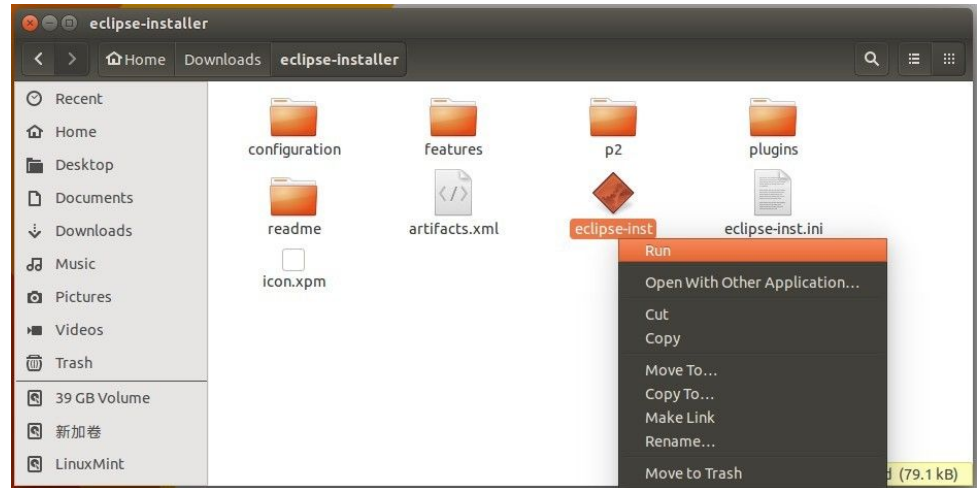 eclipse-installer
Home Downloads eclipse-installer
Recent
Home
Desktop
Documents
Downloads
Music
Pictures
Videos
Trash
39 GB Volume
新加卷
LinuxMint
configuration features p2 plugins
readme artifacts.xml eclipse-inst eclipse-inst.ini
icon.xpm
Run
Open With Other Application...
Cut
Copy
Move To...
Copy To...
Make Link
Rename...
Move to Trash
(79.1 kB)